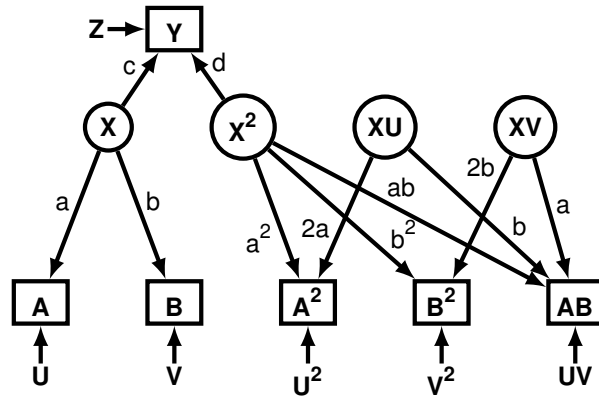 Z Y
c d
X X² XU XV
a b a² 2a b² ab 2b b a
A B A² B² AB
U V U² V² UV